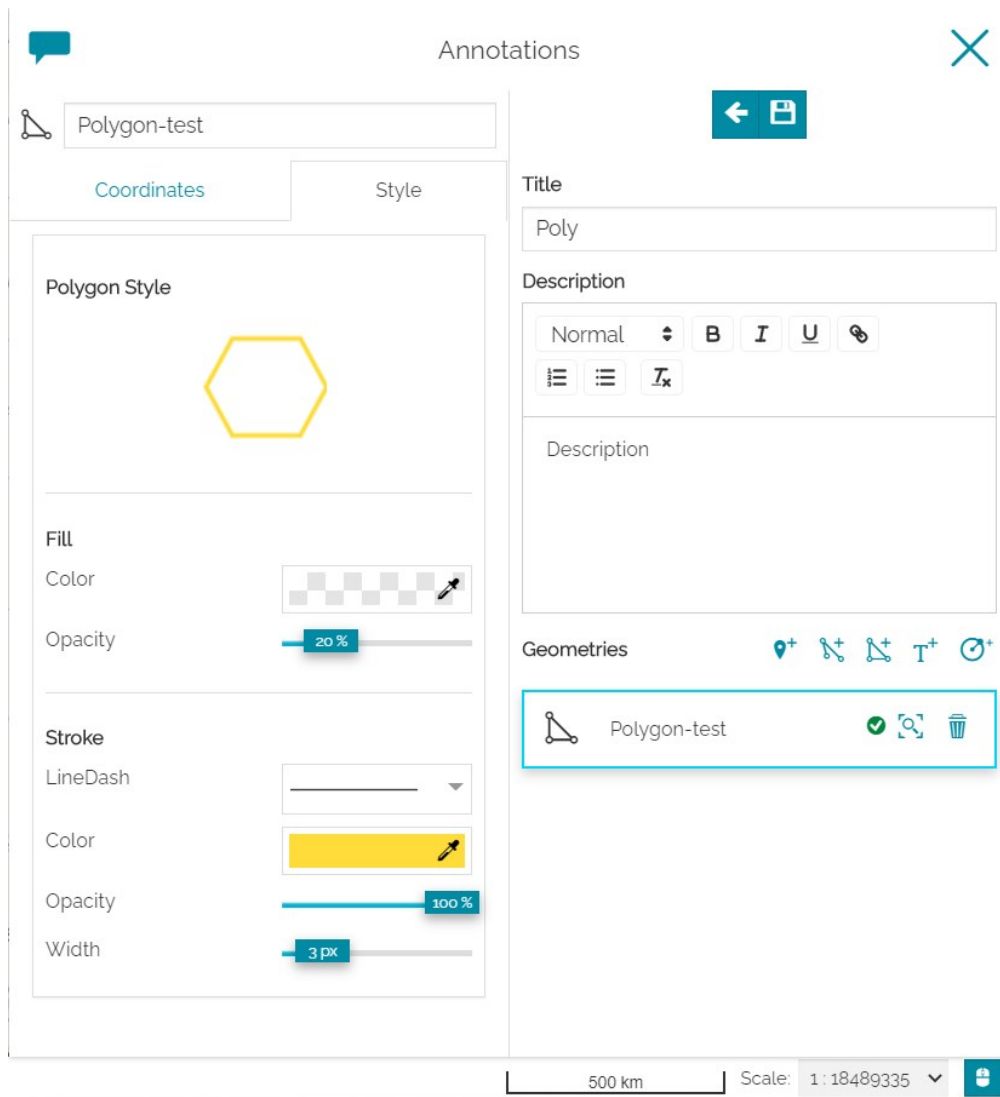 Annotations
Polygon-test
Coordinates
Style
Polygon Style
Fill
Color
Opacity
20 %
Stroke
LineDash
Color
Opacity
100 %
Width
3 px
Title
Poly
Description
Normal
B I U
Description
Geometries
Polygon-test
500 km
Scale: 1 : 18489335